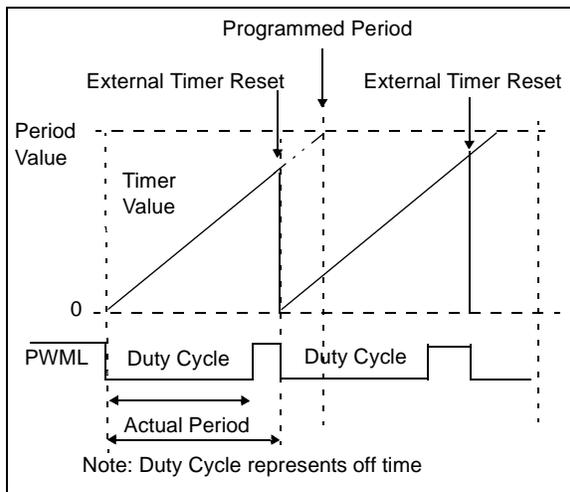 Programmed Period
External Timer Reset External Timer Reset
Period
Value
Timer
Value
0
PWML Duty Cycle Duty Cycle
Actual Period
Note: Duty Cycle represents off time